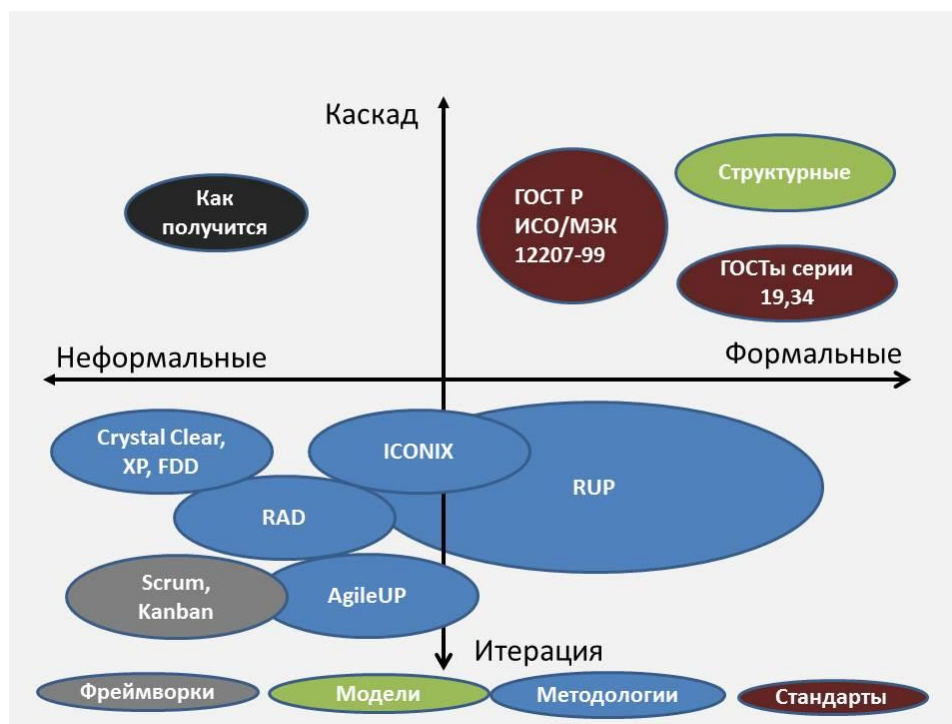 Каскад
Структурные
Как
получится
ГОСТ Р
ИСО/МЭК
12207-99
ГОСТы серии
19,34
Неформальные
Формальные
Crystal Clear,
XP, FDD
ICONIX
RUP
RAD
Scrum,
Kanban
AgileUP
Итерация
Фреймворки
Модели
Методологии
Стандарты